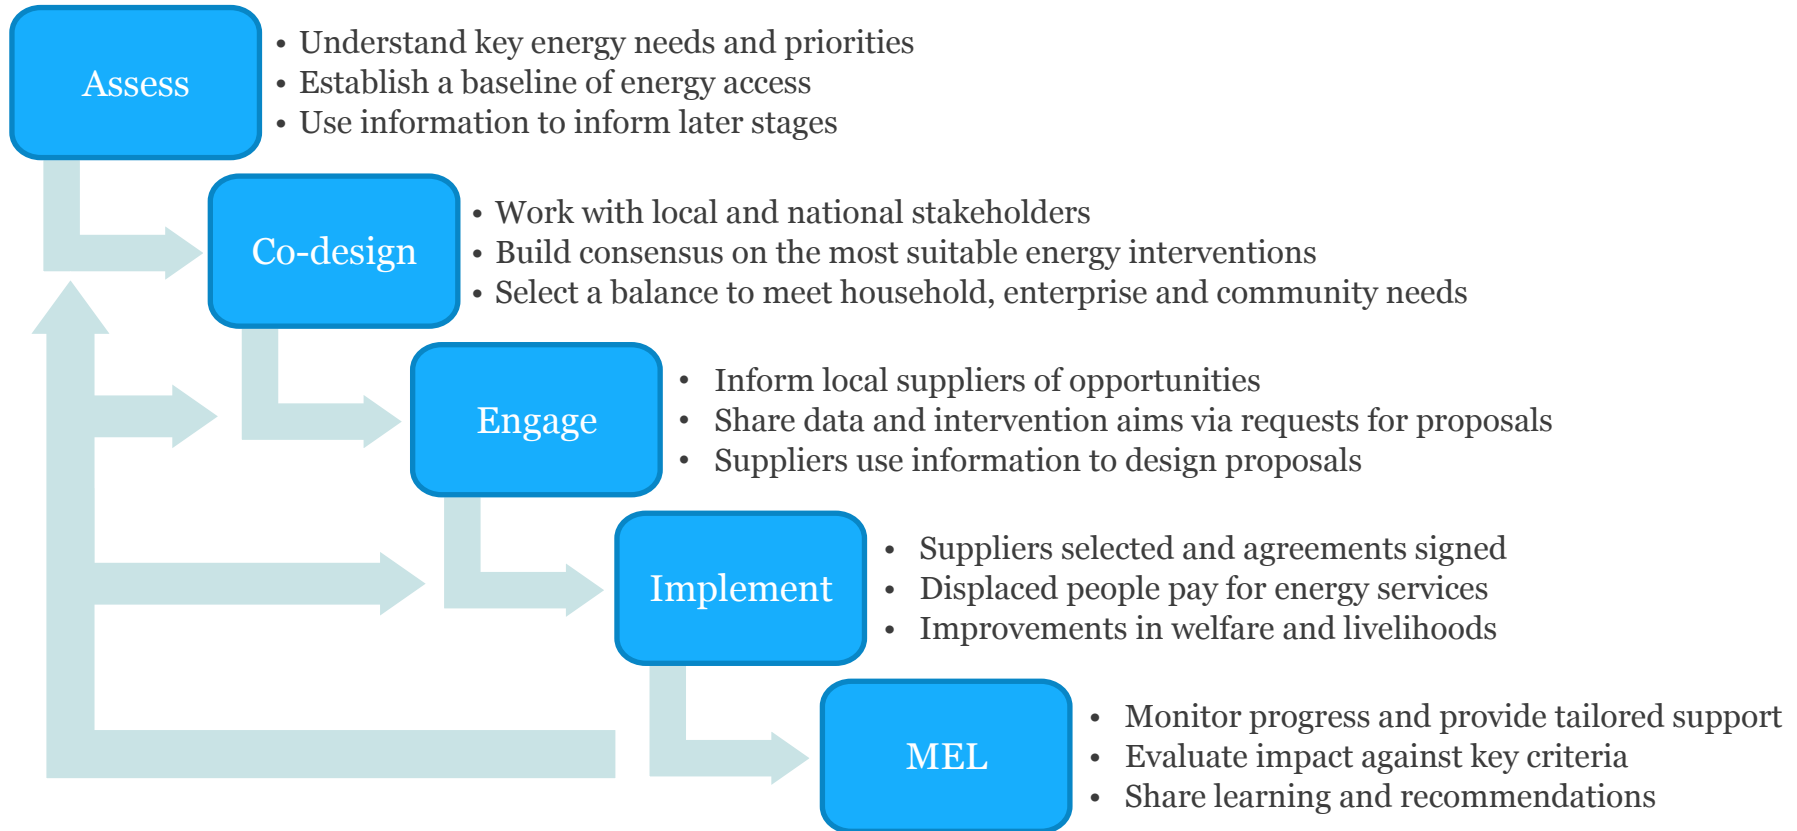 Assess
• Understand key energy needs and priorities
• Establish a baseline of energy access
• Use information to inform later stages
Co-design
• Work with local and national stakeholders
• Build consensus on the most suitable energy interventions
• Select a balance to meet household, enterprise and community needs
Engage
• Inform local suppliers of opportunities
• Share data and intervention aims via requests for proposals
• Suppliers use information to design proposals
Implement
• Suppliers selected and agreements signed
• Displaced people pay for energy services
• Improvements in welfare and livelihoods
MEL
• Monitor progress and provide tailored support
• Evaluate impact against key criteria
• Share learning and recommendations